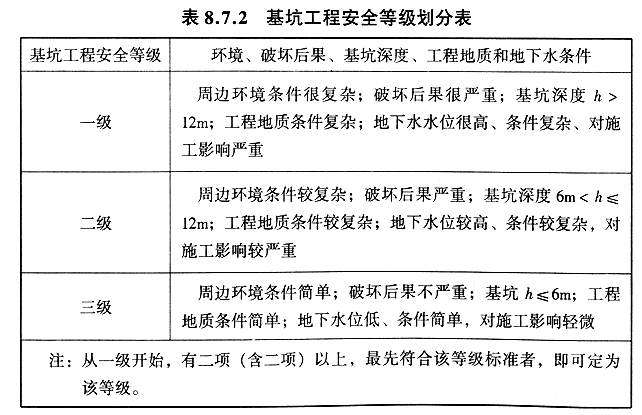 表 8.7.2 基坑工程安全等级划分表
基坑工程安全等级 环境、破坏后果、基坑深度、工程地质和地下水条件
一级
周边环境条件很复杂；破坏后果很严重；基坑深度 h >
12m；工程地质条件复杂；地下水水位很高、条件复杂、对施
工影响严重
二级
周边环境条件较复杂；破坏后果严重；基坑深度 6m < h ≤
12m；工程地质条件较复杂；地下水位较高、条件较复杂，对
施工影响较严重
三级
周边环境条件简单；破坏后果不严重；基坑 h ≤ 6m；工程
地质条件简单；地下水位低、条件简单，对施工影响轻微
注：从一级开始，有二项（含二项）以上，最先符合该等级标准者，即可定为
该等级。